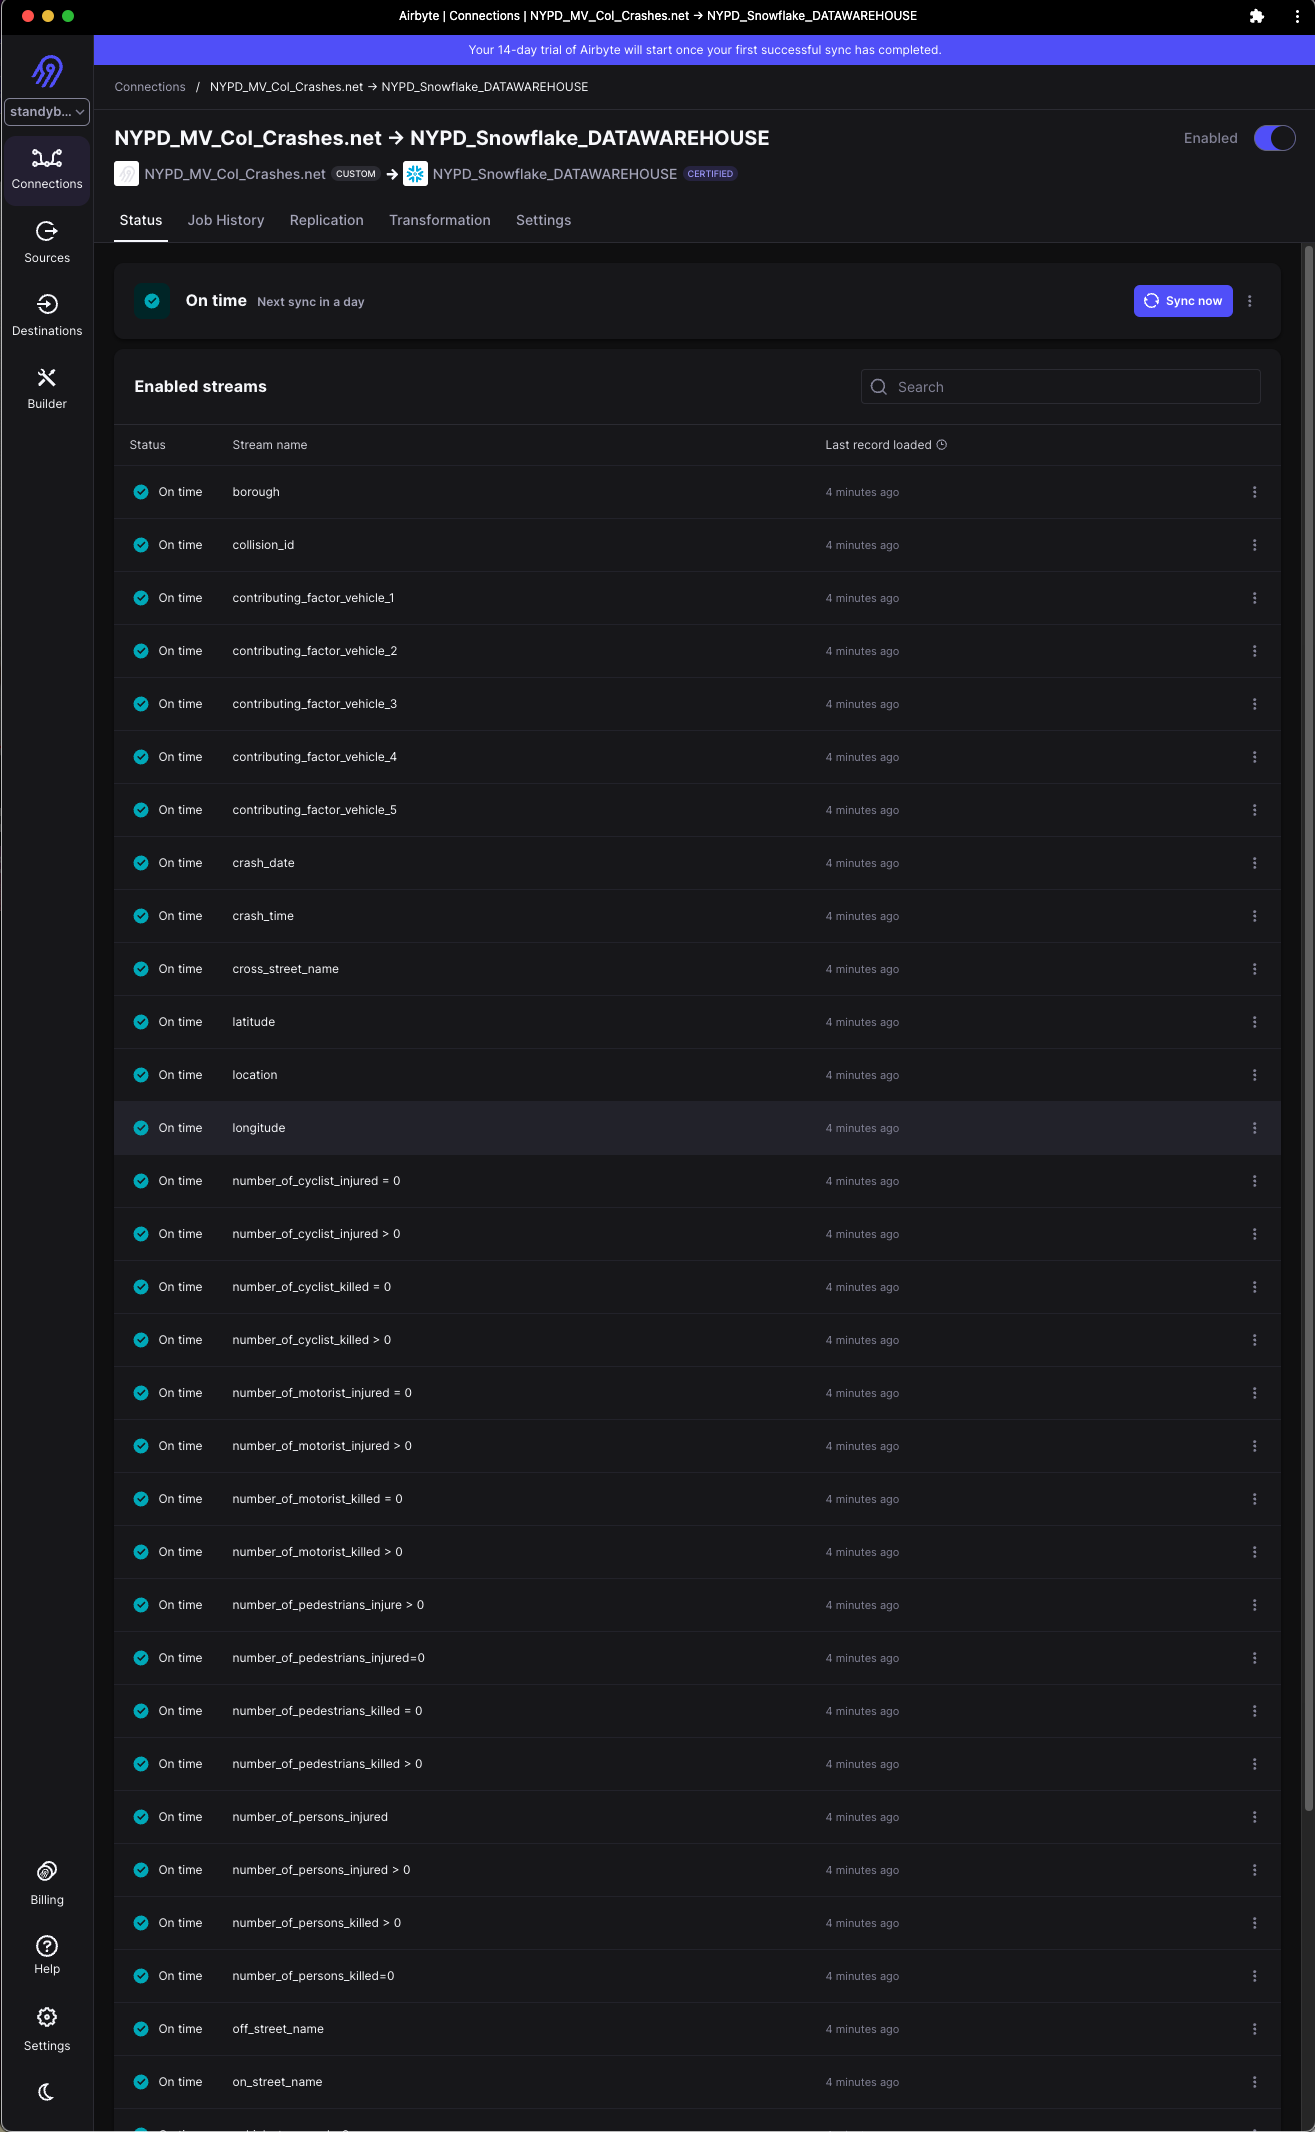 Airbyte | Connections | NYPD_MV_Col_Crashes.net → NYPD_Snowflake_DATAWAREHOUSE
Your 14-day trial of Airbyte will start once your first successful sync has completed.
standyb...
Connections
Sources
Destinations
Builder
Billing
Help
Settings
Connections / NYPD_MV_Col_Crashes.net → NYPD_Snowflake_DATAWAREHOUSE
NYPD_MV_Col_Crashes.net → NYPD_Snowflake_DATAWAREHOUSE
Enabled
NYPD_MV_Col_Crashes.net CUSTOM → NYPD_Snowflake_DATAWAREHOUSE CERTIFIED
Status Job History Replication Transformation Settings
On time Next sync in a day
Sync now
Enabled streams
Search
Status Stream name Last record loaded
On time borough 4 minutes ago
On time collision_id 4 minutes ago
On time contributing_factor_vehicle_1 4 minutes ago
On time contributing_factor_vehicle_2 4 minutes ago
On time contributing_factor_vehicle_3 4 minutes ago
On time contributing_factor_vehicle_4 4 minutes ago
On time contributing_factor_vehicle_5 4 minutes ago
On time crash_date 4 minutes ago
On time crash_time 4 minutes ago
On time cross_street_name 4 minutes ago
On time latitude 4 minutes ago
On time location 4 minutes ago
On time longitude 4 minutes ago
On time number_of_cyclist_injured = 0 4 minutes ago
On time number_of_cyclist_injured > 0 4 minutes ago
On time number_of_cyclist_killed = 0 4 minutes ago
On time number_of_cyclist_killed > 0 4 minutes ago
On time number_of_motorist_injured = 0 4 minutes ago
On time number_of_motorist_injured > 0 4 minutes ago
On time number_of_motorist_killed = 0 4 minutes ago
On time number_of_motorist_killed > 0 4 minutes ago
On time number_of_pedestrians_injure > 0 4 minutes ago
On time number_of_pedestrians_injured=0 4 minutes ago
On time number_of_pedestrians_killed = 0 4 minutes ago
On time number_of_pedestrians_killed > 0 4 minutes ago
On time number_of_persons_injured 4 minutes ago
On time number_of_persons_injured > 0 4 minutes ago
On time number_of_persons_killed > 0 4 minutes ago
On time number_of_persons_killed=0 4 minutes ago
On time off_street_name 4 minutes ago
On time on_street_name 4 minutes ago